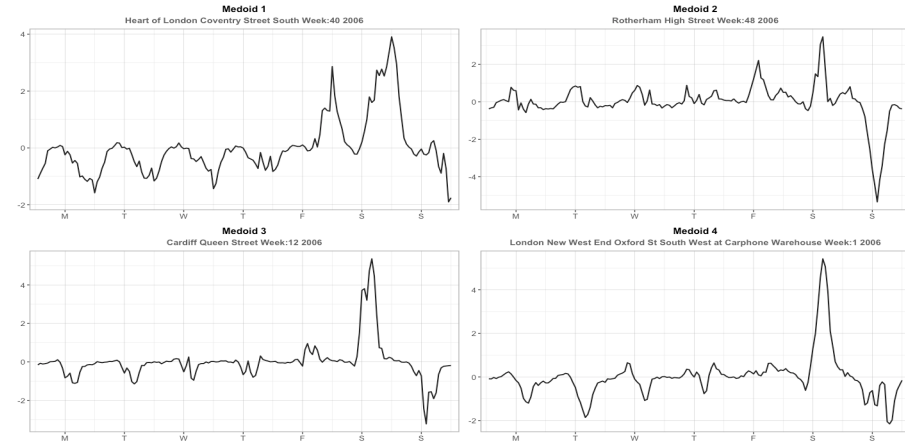 Medoid 1
Heart of London Coventry Street South Week:40 2006
4
2
0
-2
M T W T F S S
Medoid 2
Rotherham High Street Week:48 2006
2
0
-2
-4
M T W T F S S
Medoid 3
Cardiff Queen Street Week:12 2006
4
2
0
-2
M T W T F S S
Medoid 4
London New West End Oxford St South West at Carphone Warehouse Week:1 2006
4
2
0
-2
M T W T F S S